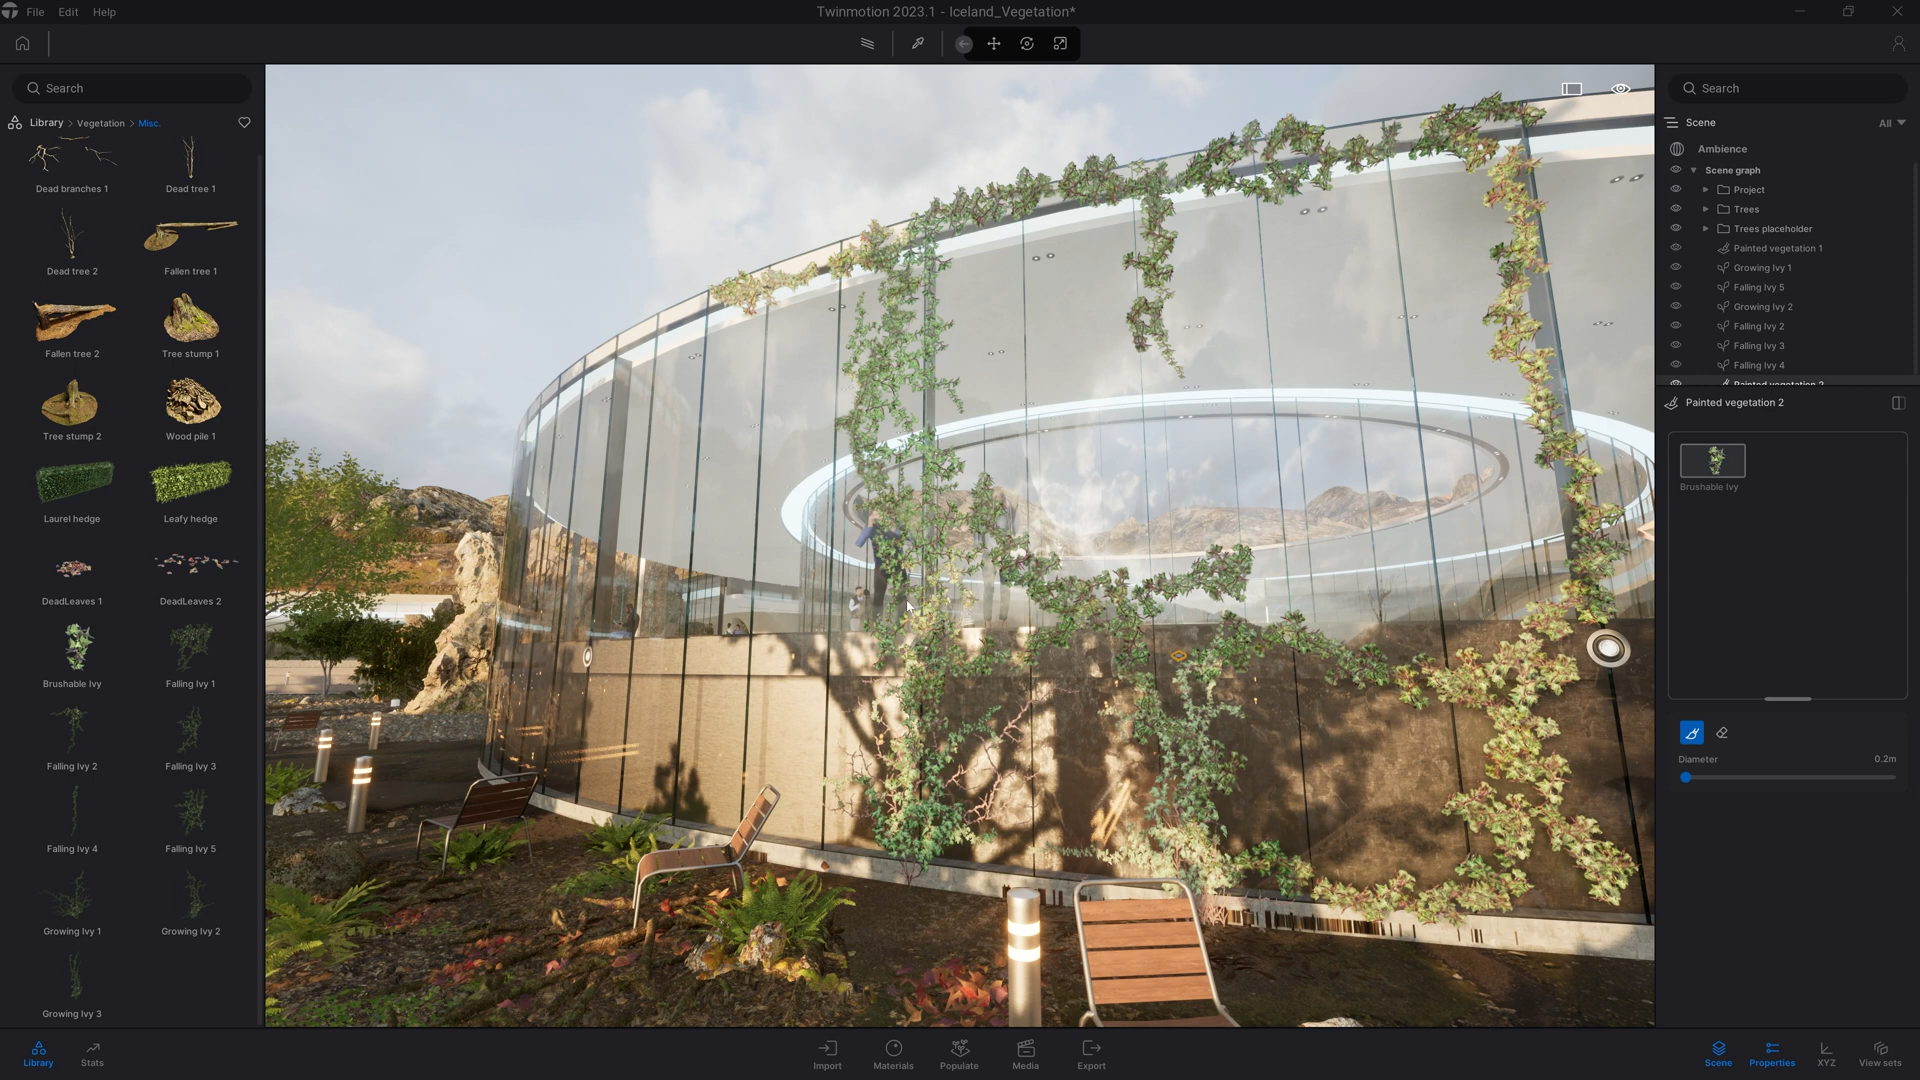 File Edit Help
Twinmotion 2023.1 - Iceland_Vegetation*
Search
Library > Vegetation > Misc.
Dead branches 1
Dead tree 1
Dead tree 2
Fallen tree 1
Fallen tree 2
Tree stump 1
Tree stump 2
Wood pile 1
Laurel hedge
Leafy hedge
DeadLeaves 1
DeadLeaves 2
Brushable Ivy
Falling Ivy 1
Falling Ivy 2
Falling Ivy 3
Falling Ivy 4
Falling Ivy 5
Growing Ivy 1
Growing Ivy 2
Growing Ivy 3
Search
Scene
All
Ambience
Scene graph
Project
Trees
Trees placeholder
Painted vegetation 1
Growing Ivy 1
Falling Ivy 5
Growing Ivy 2
Falling Ivy 2
Falling Ivy 3
Falling Ivy 4
Painted vegetation 2
Painted vegetation 2
Brushable Ivy
Diameter 0.2m
Library
Stats
Import
Materials
Populate
Media
Export
Scene
Properties
XYZ
View sets